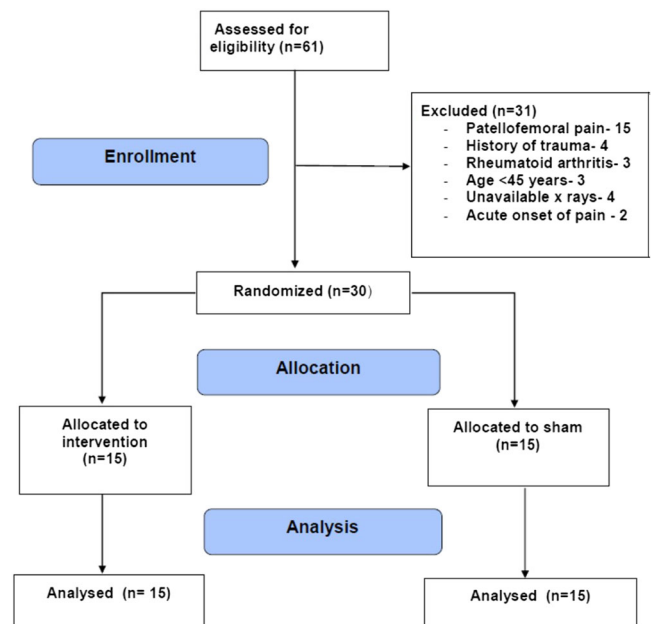 Assessed for
eligibility (n=61)
Excluded (n=31)
- Patellofemoral pain- 15
- History of trauma- 4
- Rheumatoid arthritis- 3
- Age <45 years- 3
- Unavailable x rays- 4
- Acute onset of pain - 2
Enrollment
Randomized (n=30)
Allocation
Allocated to
intervention
(n=15)
Allocated to sham
(n=15)
Analysis
Analysed (n= 15)
Analysed (n=15)